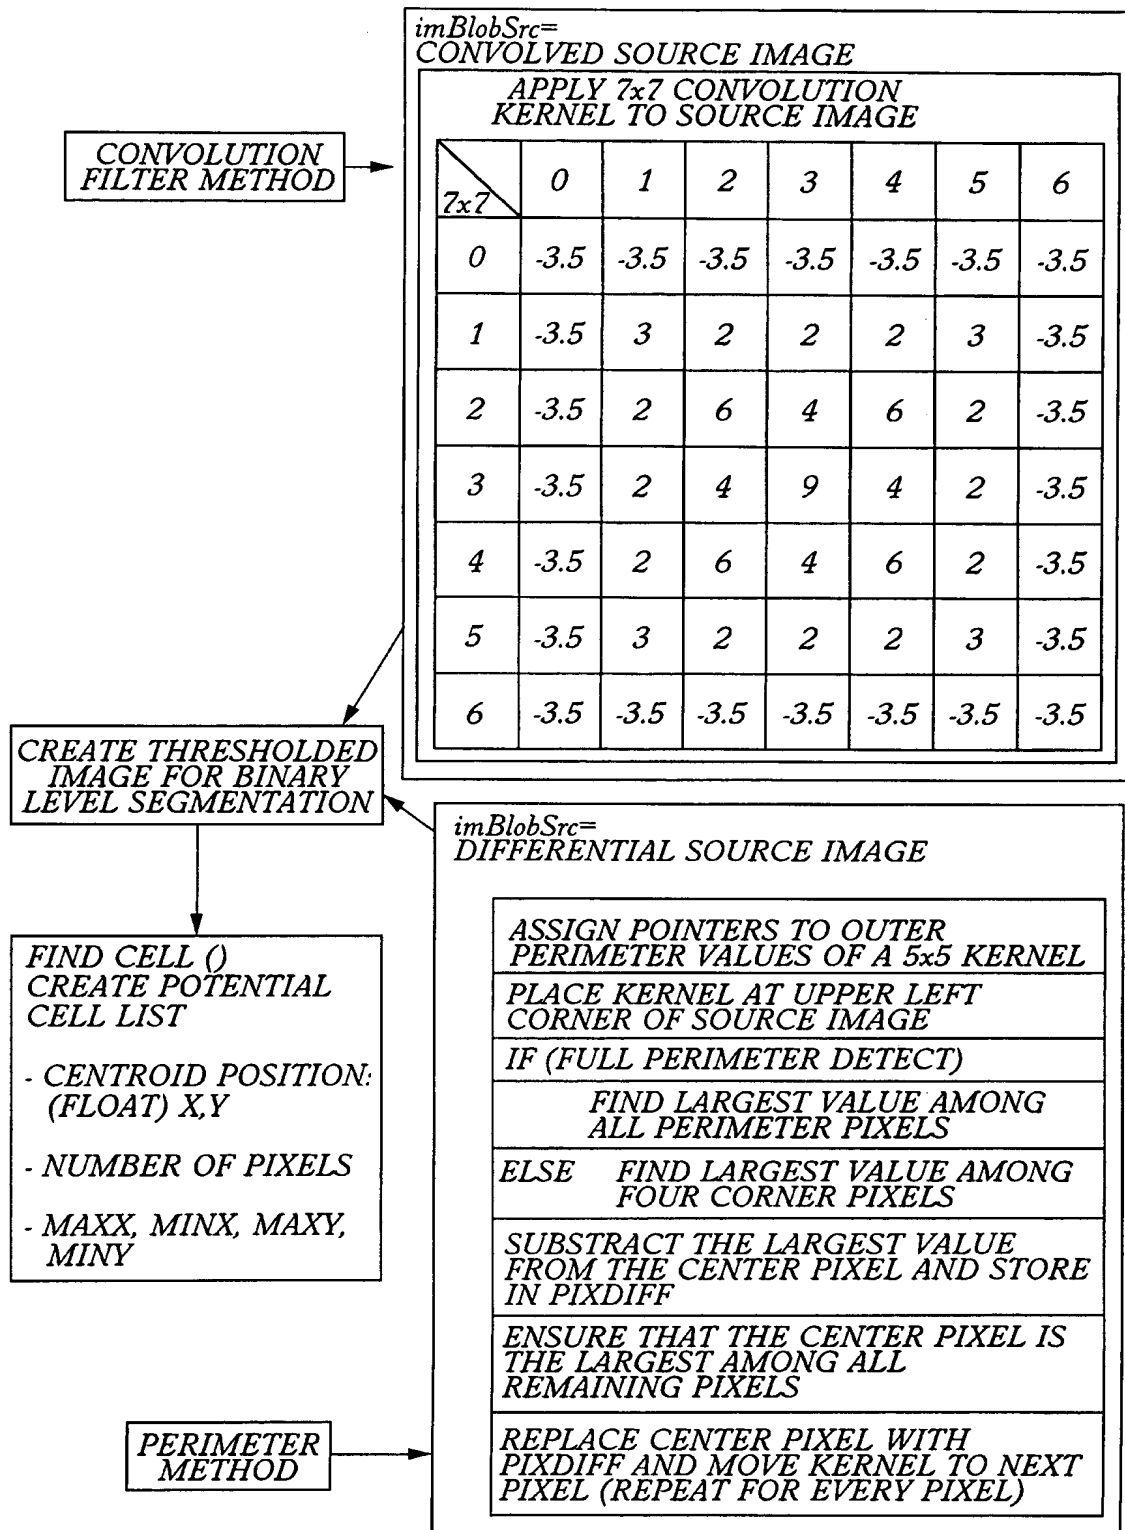 imBlobSrc=
CONVOLVED SOURCE IMAGE
APPLY 7x7 CONVOLUTION
KERNEL TO SOURCE IMAGE
CONVOLUTION
FILTER METHOD
7x7 0 1 2 3 4 5 6
0 -3.5 -3.5 -3.5 -3.5 -3.5 -3.5 -3.5
1 -3.5 3 2 2 2 3 -3.5
2 -3.5 2 6 4 6 2 -3.5
3 -3.5 2 4 9 4 2 -3.5
4 -3.5 2 6 4 6 2 -3.5
5 -3.5 3 2 2 2 3 -3.5
6 -3.5 -3.5 -3.5 -3.5 -3.5 -3.5 -3.5
CREATE THRESHOLDED
IMAGE FOR BINARY
LEVEL SEGMENTATION
FIND CELL ()
CREATE POTENTIAL
CELL LIST
- CENTROID POSITION:
(FLOAT) X,Y
- NUMBER OF PIXELS
- MAXX, MINX, MAXY,
MINY
imBlobSrc=
DIFFERENTIAL SOURCE IMAGE
ASSIGN POINTERS TO OUTER
PERIMETER VALUES OF A 5x5 KERNEL
PLACE KERNEL AT UPPER LEFT
CORNER OF SOURCE IMAGE
IF (FULL PERIMETER DETECT)
FIND LARGEST VALUE AMONG
ALL PERIMETER PIXELS
ELSE FIND LARGEST VALUE AMONG
FOUR CORNER PIXELS
SUBSTRACT THE LARGEST VALUE
FROM THE CENTER PIXEL AND STORE
IN PIXDIFF
ENSURE THAT THE CENTER PIXEL IS
THE LARGEST AMONG ALL
REMAINING PIXELS
REPLACE CENTER PIXEL WITH
PIXDIFF AND MOVE KERNEL TO NEXT
PIXEL (REPEAT FOR EVERY PIXEL)
PERIMETER
METHOD